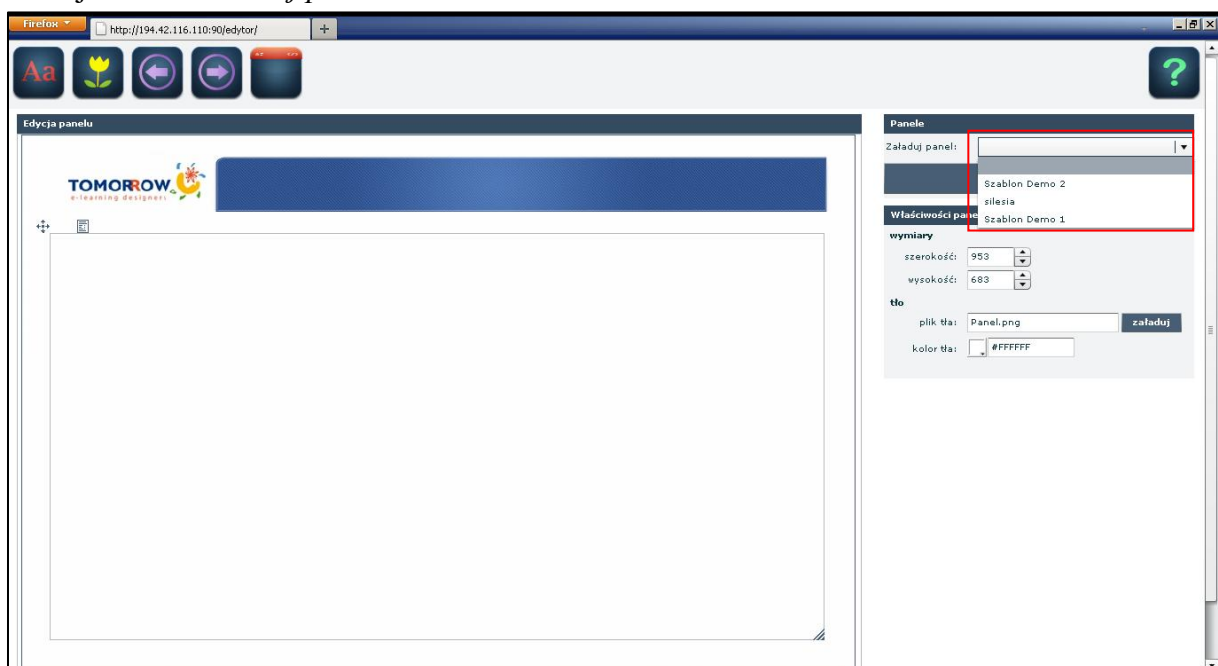 Firefox
http://194.42.116.110:90/edytor/
+
Aa
?
Edycja panelu
Panele
Załaduj panel:
TOMORROW
e-learning designers
Szablon Demo 2
silesia
Szablon Demo 1
Właściwości pane
wymiary
szerokość: 953
wysokość: 683
tło
plik tła: Panel.png załaduj
kolor tła: #FFFFFF